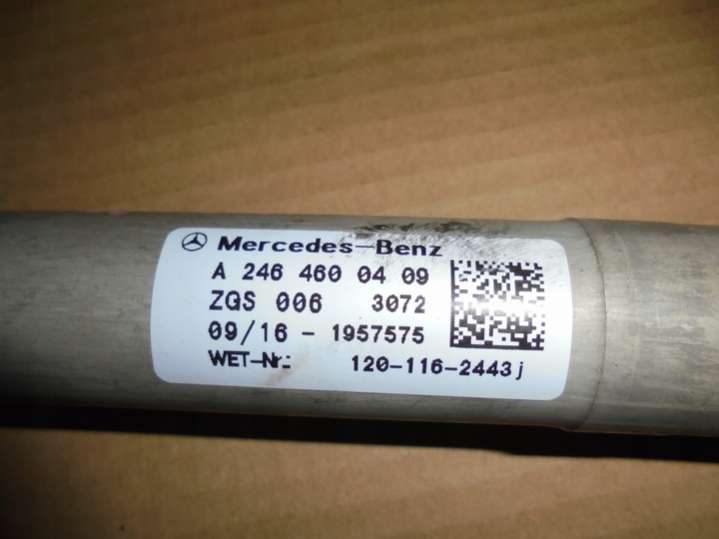 Mercedes-Benz
A 246 460 04 09
ZGS 006 3072
09/16 - 1957575
WET-Nr.: 120-116-2443j